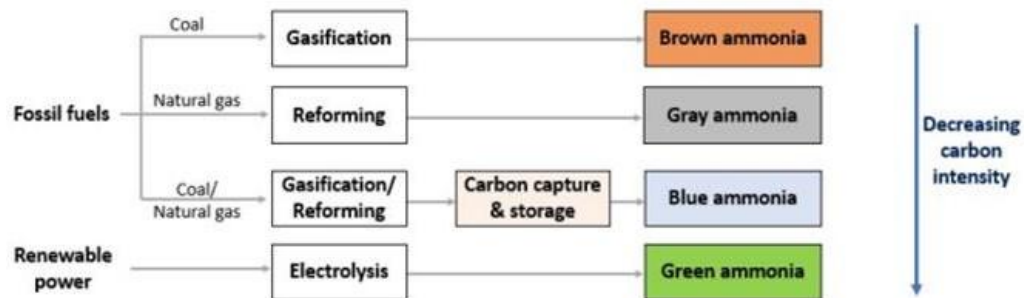 Coal
Gasification
Brown ammonia
Fossil fuels
Natural gas
Reforming
Gray ammonia
Decreasing
carbon
intensity
Coal/
Natural gas
Gasification/
Reforming
Carbon capture
& storage
Blue ammonia
Renewable
power
Electrolysis
Green ammonia